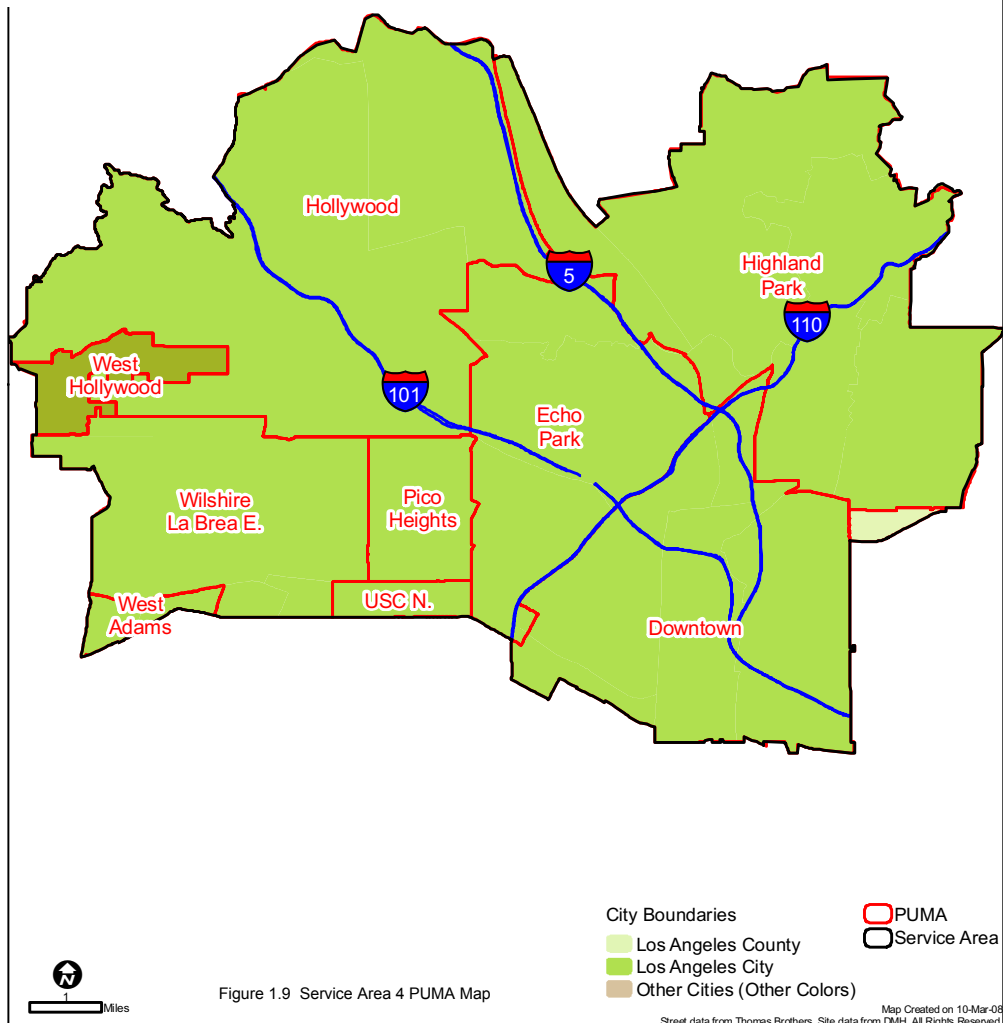 Hollywood
5
Highland
Park
110
West
Hollywood
101
Echo
Park
Wilshire
La Brea E.
Pico
Heights
West
Adams
USC N.
Downtown
City Boundaries
Los Angeles County
Los Angeles City
Other Cities (Other Colors)
PUMA
Service Area
N
1
Miles
Figure 1.9 Service Area 4 PUMA Map
Map Created on 10-Mar-08
Street data from Thomas Brothers. Site data from DMH. All Rights Reserved